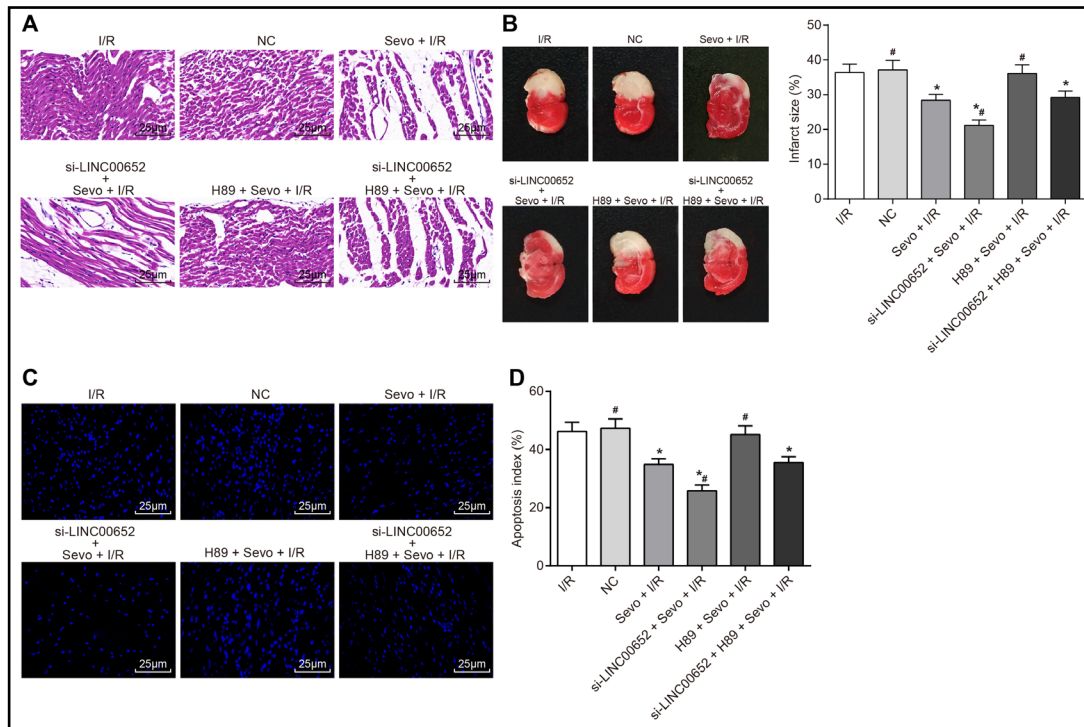 A
I/R
NC
Sevo + I/R
25µm
25µm
25µm
si-LINC00652
+
Sevo + I/R
H89 + Sevo + I/R
si-LINC00652
+
H89 + Sevo + I/R
25µm
25µm
25µm
B
I/R
NC
Sevo + I/R
si-LINC00652
+
Sevo + I/R
H89 + Sevo + I/R
si-LINC00652
+
H89 + Sevo + I/R
Infarct size (%)
50
40
30
20
10
0
#
*
*#
#
*
I/R
NC
Sevo + I/R
si-LINC00652 + Sevo + I/R
H89 + Sevo + I/R
si-LINC00652 + H89 + Sevo + I/R
C
I/R
NC
Sevo + I/R
25µm
25µm
25µm
si-LINC00652
+
Sevo + I/R
H89 + Sevo + I/R
si-LINC00652
+
H89 + Sevo + I/R
25µm
25µm
25µm
D
Apoptosis index (%)
60
40
20
0
#
*
*#
#
*
I/R
NC
Sevo + I/R
si-LINC00652 + Sevo + I/R
H89 + Sevo + I/R
si-LINC00652 + H89 + Sevo + I/R